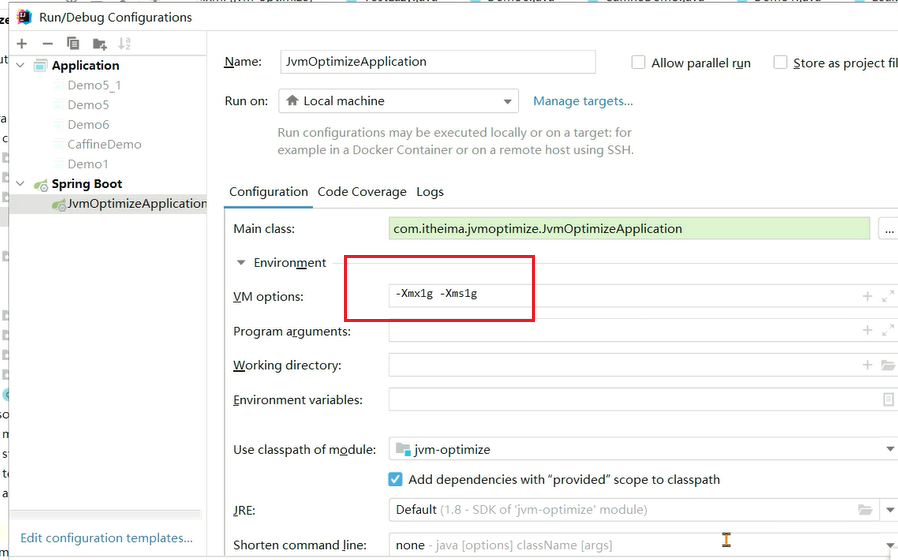 Run/Debug Configurations
Application
Demo5_1
Demo5
Demo6
CaffineDemo
Demo1
Spring Boot
JvmOptimizeApplication
Edit configuration templates...
Name: JvmOptimizeApplication
Allow parallel run
Store as project fil
Run on: Local machine
Manage targets...
Run configurations may be executed locally or on a target: for
example in a Docker Container or on a remote host using SSH.
Configuration Code Coverage Logs
Main class: com.itheima.jvmoptimize.JvmOptimizeApplication ...
Environment
VM options: -Xmx1g -Xms1g
Program arguments:
Working directory:
Environment variables:
Use classpath of module: jvm-optimize
Add dependencies with “provided” scope to classpath
JRE: Default (1.8 - SDK of 'jvm-optimize' module)
Shorten command line: none - java [options] className [args]